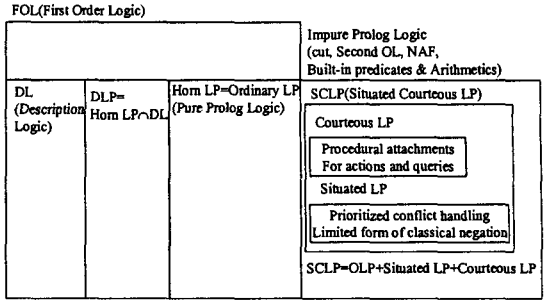 FOL(First Order Logic)
Impure Prolog Logic
(cut, Second OL, NAF,
Built-in predicates & Arithmetics)
DL
(Description
Logic)
DLP=
Horn LP∩DL
Horn LP=Ordinary LP
(Pure Prolog Logic)
SCLP(Situated Courteous LP)
Courteous LP
Procedural attachments
For actions and queries
Situated LP
Prioritized conflict handling
Limited form of classical negation
SCLP=OLP+Situated LP+Courteous LP